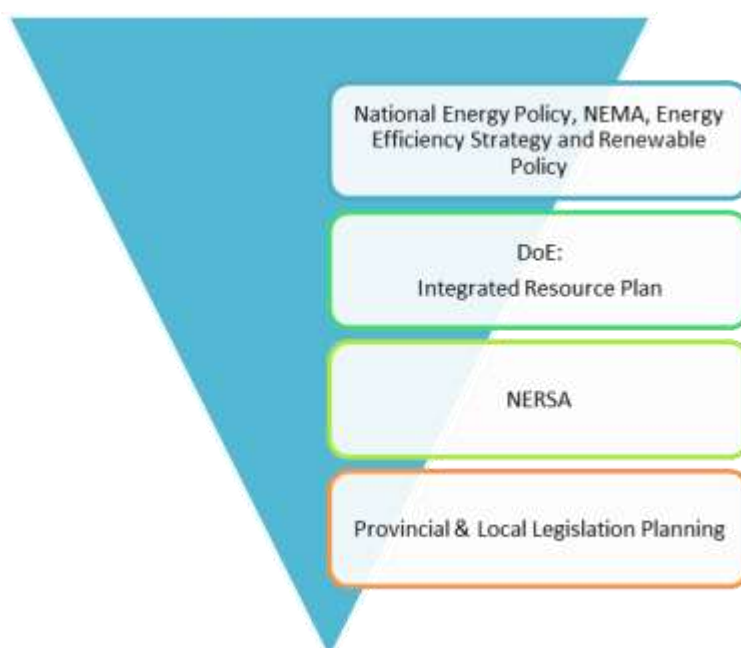 National Energy Policy, NEMA, Energy
Efficiency Strategy and Renewable
Policy
DoE:
Integrated Resource Plan
NERSA
Provincial & Local Legislation Planning